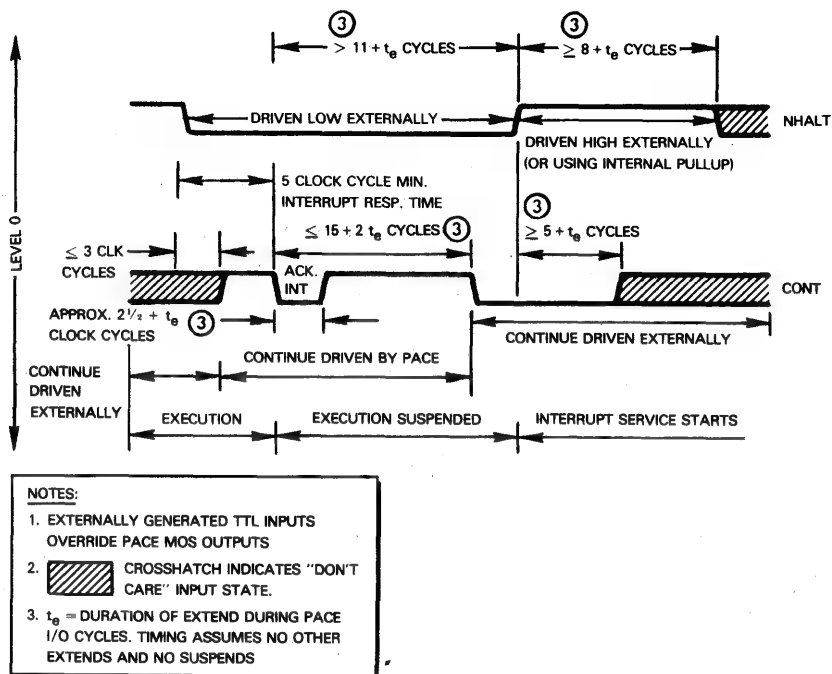 ③
> 11 + te CYCLES
③
≥ 8 + te CYCLES
DRIVEN LOW EXTERNALLY
NHALT
DRIVEN HIGH EXTERNALLY
(OR USING INTERNAL PULLUP)
5 CLOCK CYCLE MIN.
INTERRUPT RESP. TIME
LEVEL 0
③
≥ 5 + te CYCLES
≤ 15 + 2 te CYCLES ③
≤ 3 CLK
CYCLES
ACK.
INT
CONT
APPROX. 2 1/2 + te ③
CLOCK CYCLES
CONTINUE DRIVEN EXTERNALLY
CONTINUE DRIVEN BY PACE
CONTINUE
DRIVEN
EXTERNALLY
EXECUTION
EXECUTION SUSPENDED
INTERRUPT SERVICE STARTS
NOTES:
1. EXTERNALLY GENERATED TTL INPUTS
OVERRIDE PACE MOS OUTPUTS
2. CROSSHATCH INDICATES "DON'T
CARE" INPUT STATE.
3. te = DURATION OF EXTEND DURING PACE
I/O CYCLES. TIMING ASSUMES NO OTHER
EXTENDS AND NO SUSPENDS